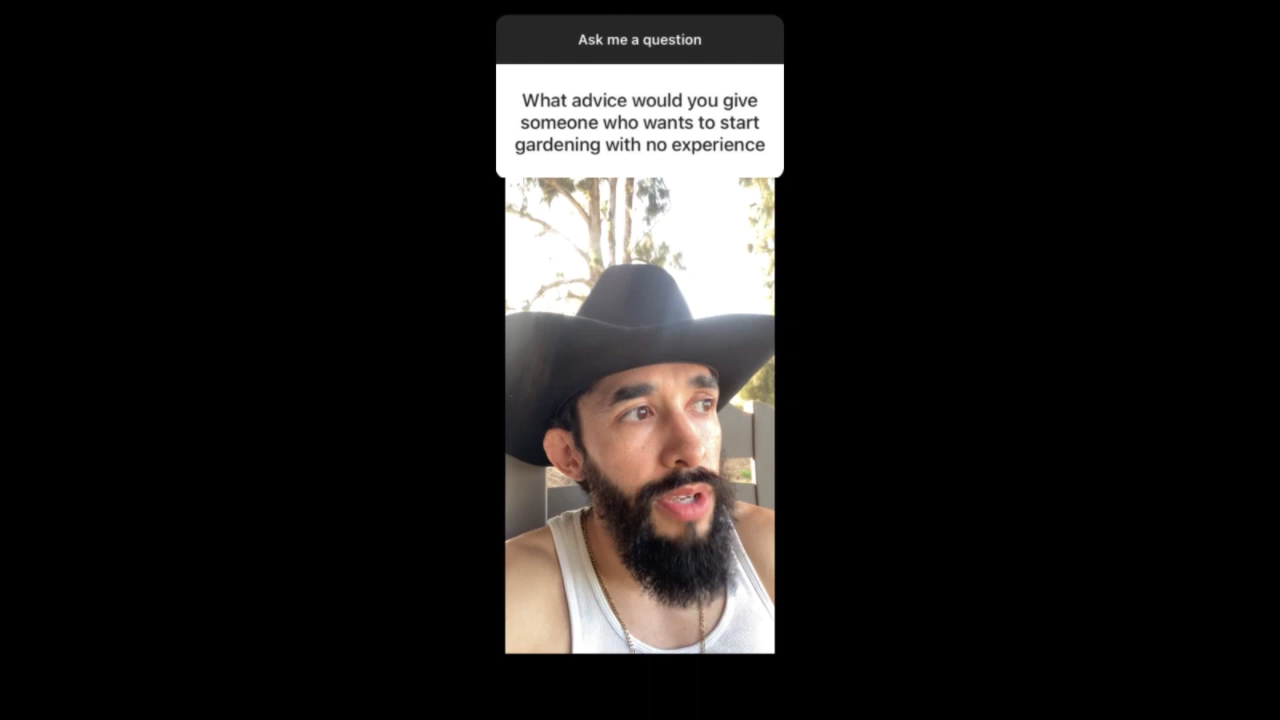 Ask me a question
What advice would you give
someone who wants to start
gardening with no experience